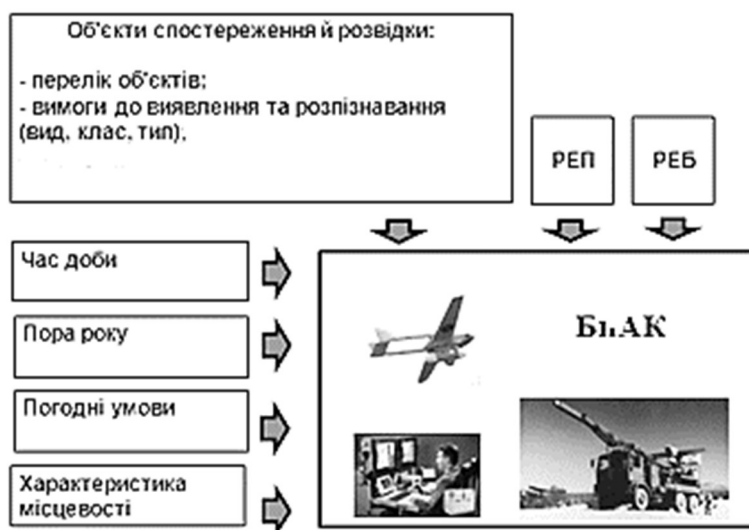 Об'єкти спостереження й розвідки:
- перелік об'єктів;
- вимоги до виявлення та розпізнавання
(вид, клас, тип);
РЕП
РЕБ
Час доби
Пора року
Погодні умови
Характеристика
місцевості
БпАК